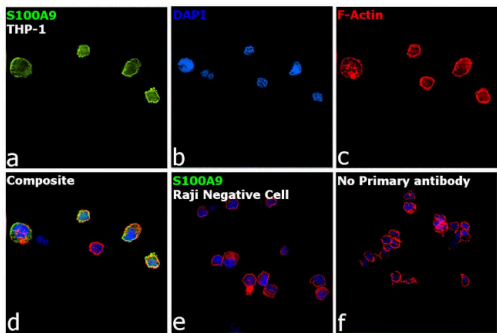 S100A9
THP-1
DAPI
F-Actin
a
b
c
Composite
S100A9
Raji Negative Cell
No Primary antibody
d
e
f